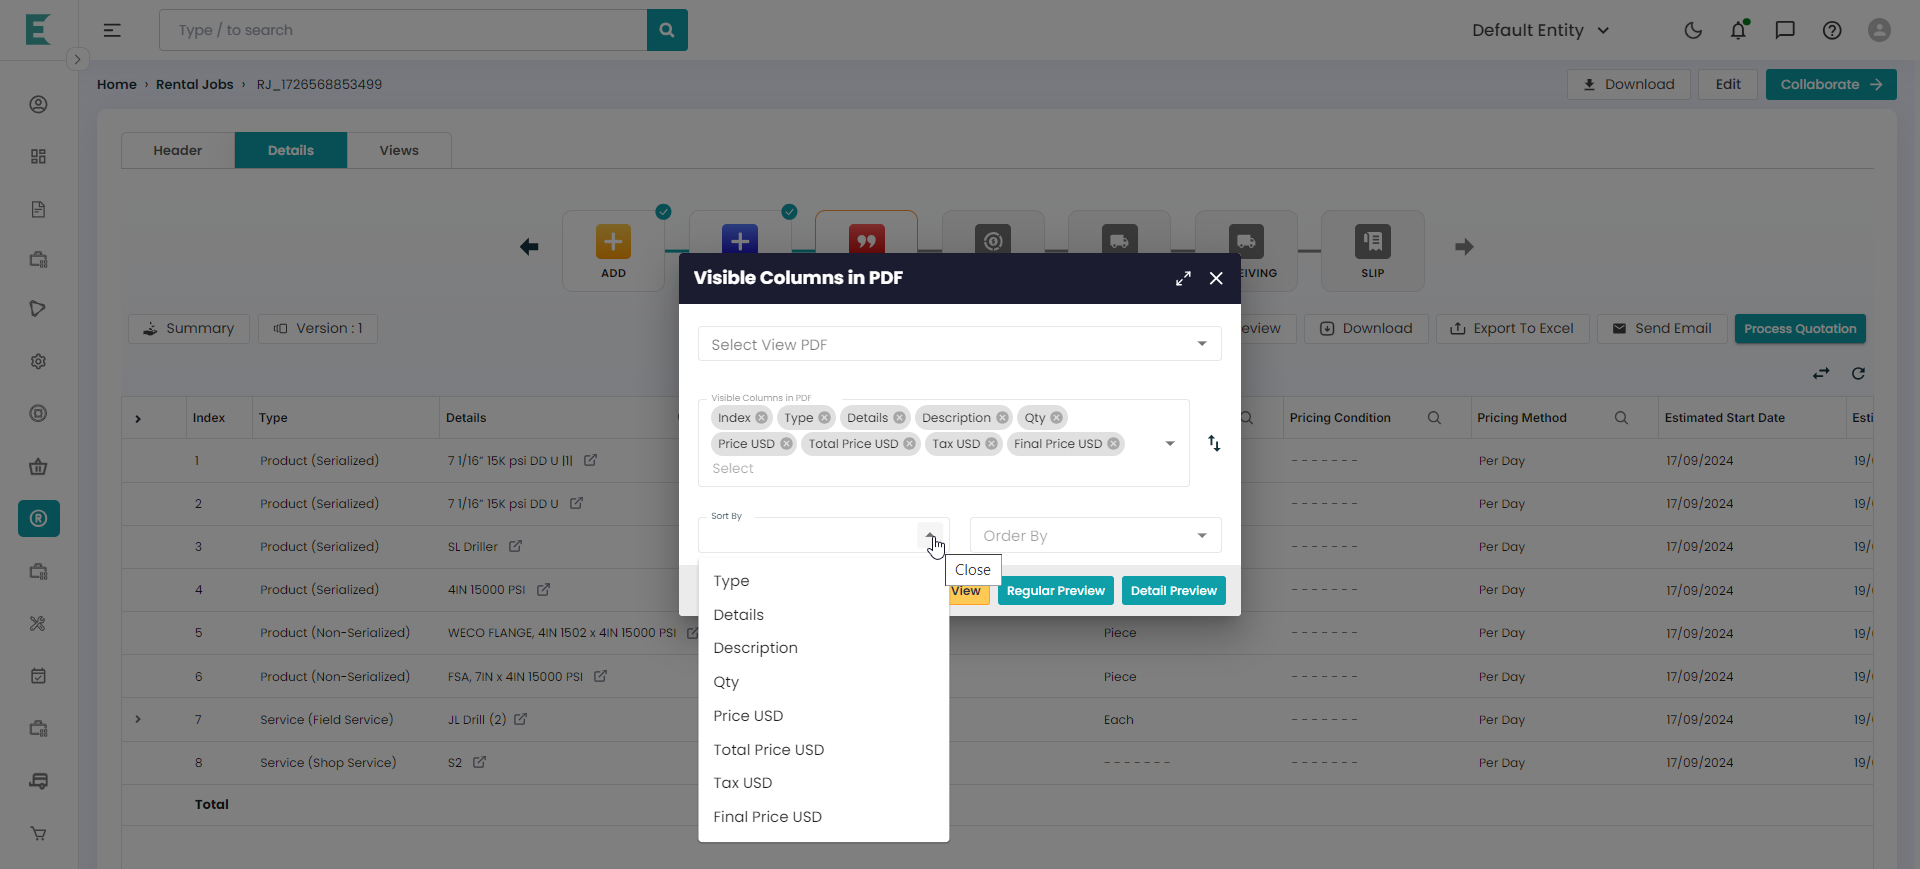 Type / to search
Default Entity
Home › Rental Jobs › RJ_1726568853499
Download
Edit
Collaborate
Header
Details
Views
ADD
EIVING
SLIP
Visible Columns in PDF
Summary
Version : 1
eview
Download
Export To Excel
Send Email
Process Quotation
Select View PDF
Visible Columns in PDF
Index Type Details Description Qty
Price USD Total Price USD Tax USD Final Price USD
Select
Sort By
Order By
Close
View
Regular Preview
Detail Preview
Type
Details
Description
Qty
Price USD
Total Price USD
Tax USD
Final Price USD
Index Type Details Pricing Condition Pricing Method Estimated Start Date Esti
1 Product (Serialized) 7 1/16" 15K psi DD U |1| - - - - - - - Per Day 17/09/2024 19/
2 Product (Serialized) 7 1/16" 15K psi DD U - - - - - - - Per Day 17/09/2024 19/
3 Product (Serialized) SL Driller - - - - - - - Per Day 17/09/2024 19/
4 Product (Serialized) 4IN 15000 PSI - - - - - - - Per Day 17/09/2024 19/
5 Product (Non-Serialized) WECO FLANGE, 4IN 1502 x 4IN 15000 PSI Piece - - - - - - - Per Day 17/09/2024 19/
6 Product (Non-Serialized) FSA, 7IN x 4IN 15000 PSI Piece - - - - - - - Per Day 17/09/2024 19/
7 Service (Field Service) JL Drill (2) Each - - - - - - - Per Day 17/09/2024 19/
8 Service (Shop Service) S2 - - - - - - - - - - - - - - Per Day 17/09/2024 19/
Total